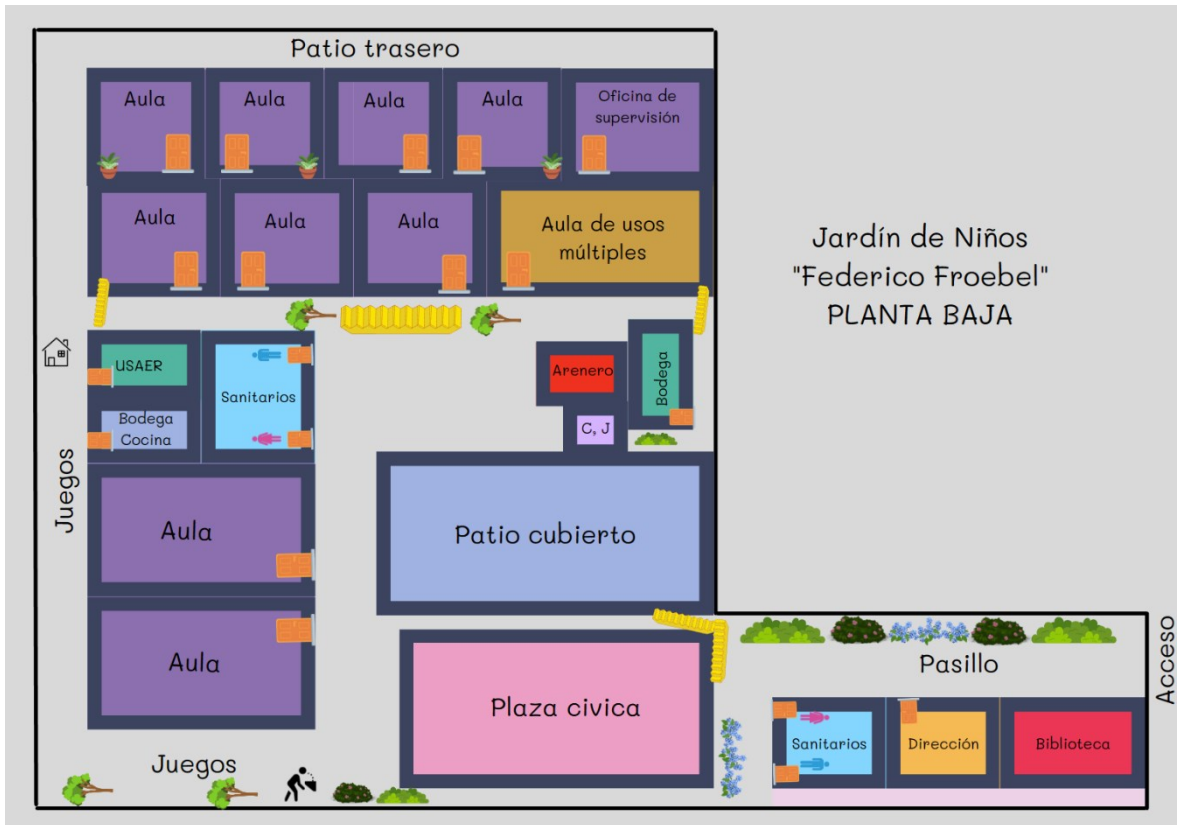 Patio trasero
Aula
Aula
Aula
Aula
Oficina de
supervisión
Aula
Aula
Aula
Aula de usos
múltiples
Jardín de Niños
"Federico Froebel"
PLANTA BAJA
USAER
Bodega
Cocina
Sanitarios
Arenero
Bodega
C, J
Juegos
Aula
Patio cubierto
Aula
Plaza civica
Pasillo
Acceso
Sanitarios
Dirección
Biblioteca
Juegos